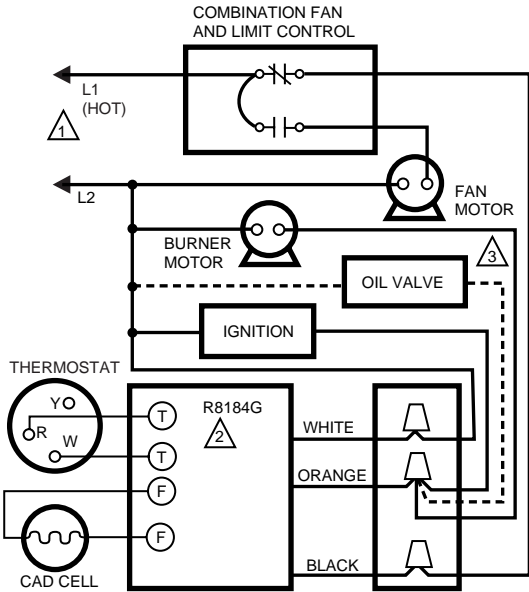 COMBINATION FAN
AND LIMIT CONTROL
L1
(HOT)
1
L2
FAN
MOTOR
BURNER
MOTOR
3
OIL VALVE
IGNITION
THERMOSTAT
Y
R
W
T
T
F
F
R8184G
2
WHITE
ORANGE
BLACK
CAD CELL